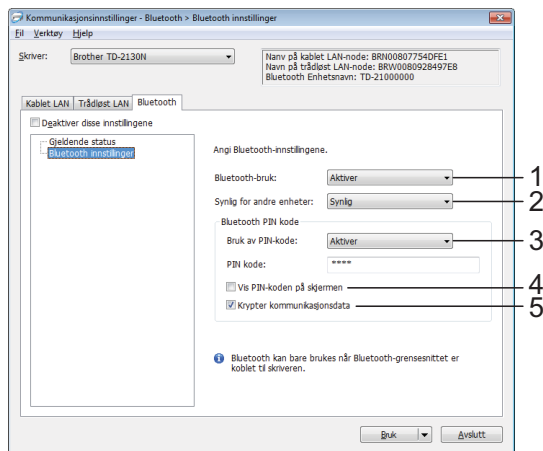 Kommunikasjonsinnstillinger - Bluetooth > Bluetooth innstillinger
Fil Verktøy Hjelp
Skriver: Brother TD-2130N
Nanv på kablet LAN-node: BRN00807754DFE1
Navn på trådløst LAN-node: BRW0080928497E8
Bluetooth Enhetsnavn: TD-21000000
Kablet LAN Trådløst LAN Bluetooth
Deaktiver disse innstillingene
Gjeldende status
Bluetooth innstillinger
Angi Bluetooth-innstillingene.
Bluetooth-bruk: Aktiver 1
Synlig for andre enheter: Synlig 2
Bluetooth PIN kode
Bruk av PIN-kode: Aktiver 3
PIN kode: ****
Vis PIN-koden på skjermen 4
Krypter kommunikasjonsdata 5
Bluetooth kan bare brukes når Bluetooth-grensesnittet er
koblet til skriveren.
Bruk Avslutt